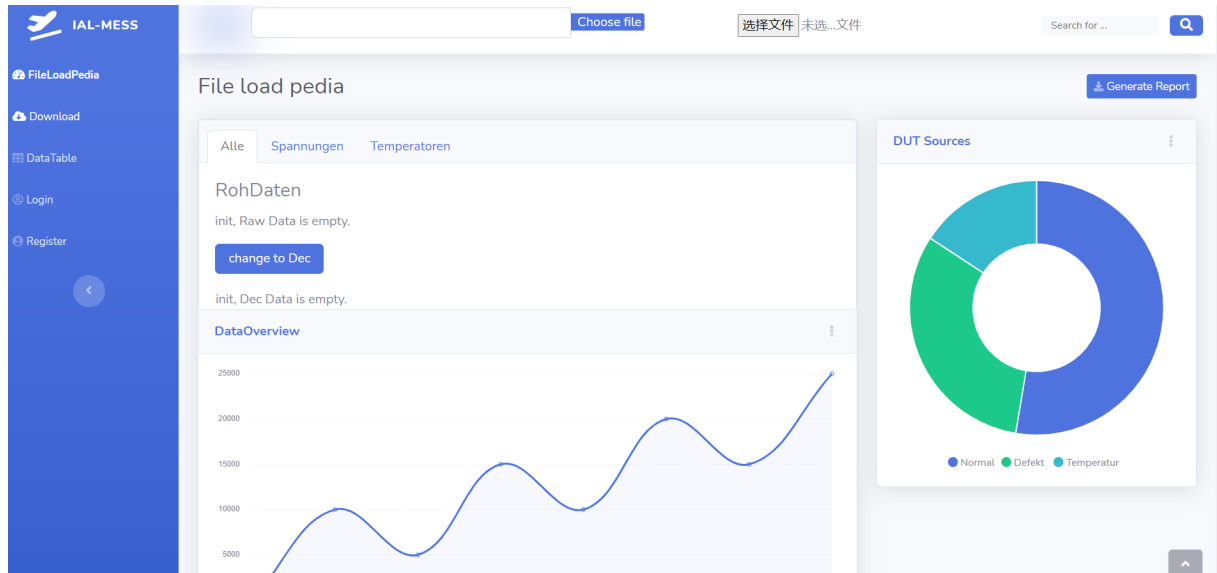 IAL-MESS
Choose file
选择文件 未选...文件
Search for ...
FileLoadPedia
Download
DataTable
Login
Register
File load pedia
Generate Report
Alle Spannungen Temperatoren
RohDaten
init, Raw Data is empty.
change to Dec
init, Dec Data is empty.
DataOverview
25000
20000
15000
10000
5000
DUT Sources
Normal Defekt Temperatur